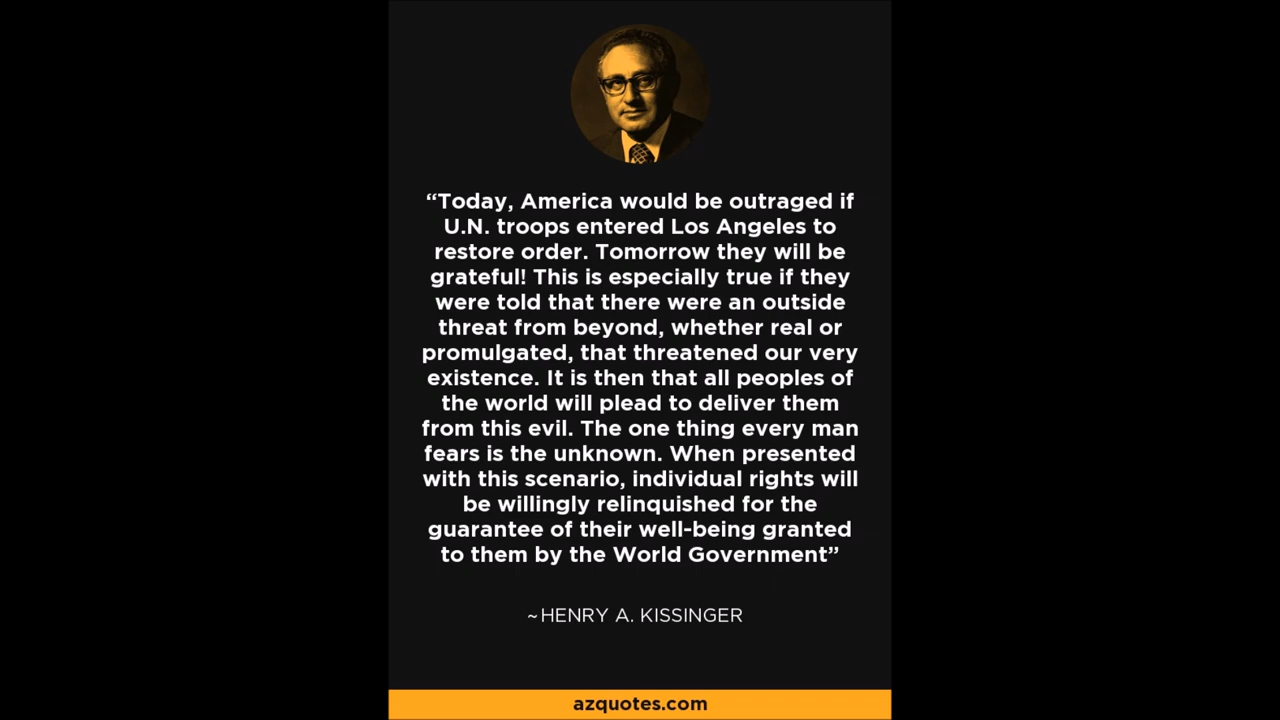 “Today, America would be outraged if
U.N. troops entered Los Angeles to
restore order. Tomorrow they will be
grateful! This is especially true if they
were told that there were an outside
threat from beyond, whether real or
promulgated, that threatened our very
existence. It is then that all peoples of
the world will plead to deliver them
from this evil. The one thing every man
fears is the unknown. When presented
with this scenario, individual rights will
be willingly relinquished for the
guarantee of their well-being granted
to them by the World Government”
~HENRY A. KISSINGER
azquotes.com